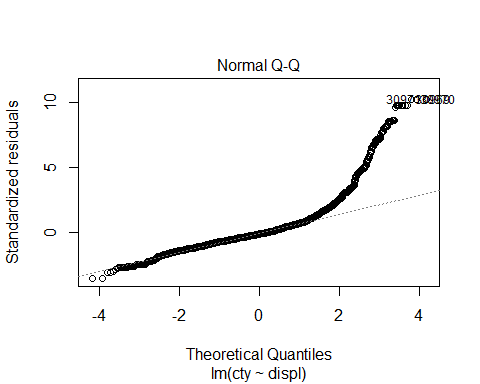 Normal Q-Q
Standardized residuals
10
5
0
-4
-2
0
2
4
Theoretical Quantiles
lm(cty ~ displ)